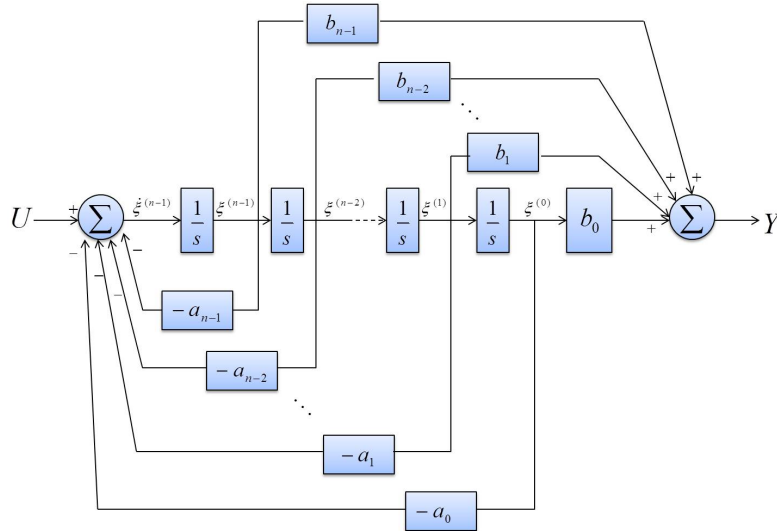 b_{n-1}
b_{n-2}
⋱
b_1
U + Σ ξ̇^{(n-1)} 1/s ξ^{(n-1)} 1/s ξ^{(n-2)} 1/s ξ^{(1)} 1/s ξ^{(0)} b_0 + + + + Σ Y
− − − −
−a_{n-1}
−a_{n-2}
⋱
−a_1
−a_0